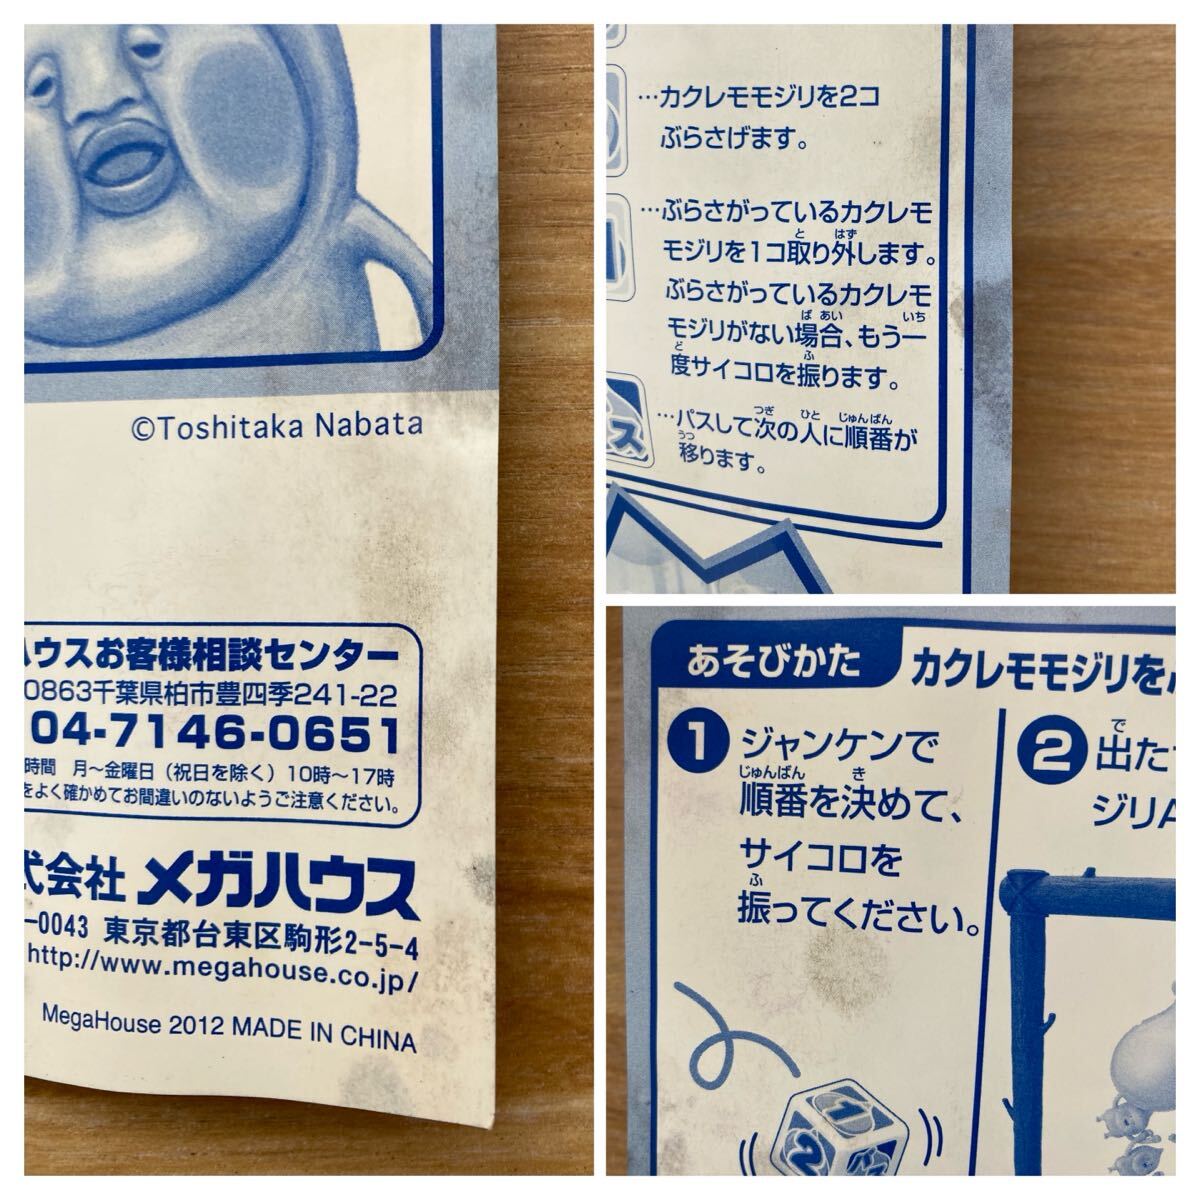 ©Toshitaka Nabata
ハウスお客様相談センター
0863千葉県柏市豊四季241-22
04-7146-0651
時間 月～金曜日(祝日を除く)10時～17時
をよく確かめてお間違いのないようご注意ください。
式会社 メガハウス
-0043 東京都台東区駒形2-5-4
http://www.megahouse.co.jp/
MegaHouse 2012 MADE IN CHINA
…カクレモモジリを2コ
ぶらさげます。
…ぶらさがっているカクレモ
モジリを1コ取り外します。
ぶらさがっているカクレモ
モジリがない場合、もう一
度サイコロを振ります。
…パスして次の人に順番が
移ります。
ス
あそびかた カクレモモジリを
1 ジャンケンで
順番を決めて、
サイコロを
振ってください。
2 出た
ジリA
1
2
パス